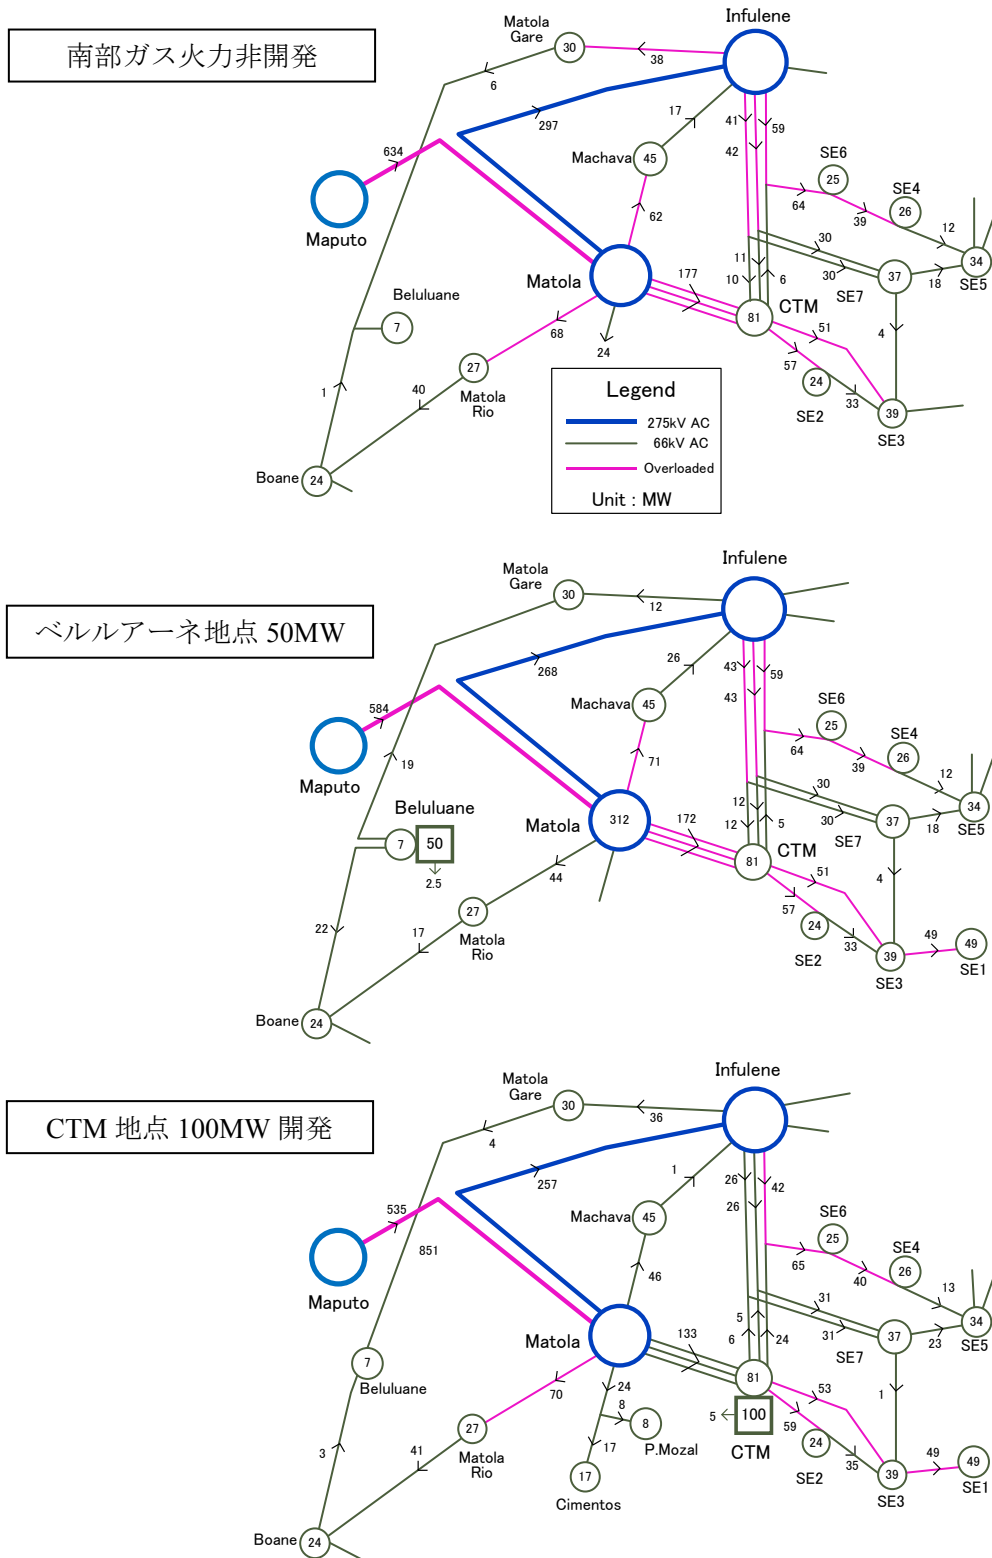 南部ガス火力非開発
Matola
Gare
30
Infulene
38
6
297
17
41
42
59
634
Machava
45
SE6
25
64
SE4
26
39
12
Maputo
62
34
SE5
30
30
37
18
SE7
11
10
6
Matola
177
CTM
81
Beluluane
7
68
24
51
4
57
24
SE2
33
39
SE3
1
27
Matola
Rio
40
Boane
24
Legend
275kV AC
66kV AC
Overloaded
Unit : MW
ベルルアーネ地点 50MW
Matola
Gare
30
Infulene
12
268
26
43
43
59
584
Machava
45
SE6
25
64
SE4
26
39
12
Maputo
19
71
34
SE5
30
30
37
18
SE7
12
12
5
Beluluane
7
50
2.5
Matola
312
172
CTM
81
44
51
4
57
24
SE2
33
39
SE3
49
49
SE1
22
27
Matola
Rio
17
Boane
24
CTM 地点 100MW 開発
Matola
Gare
30
Infulene
36
4
257
1
26
26
42
535
851
Machava
45
SE6
25
65
SE4
26
40
13
Maputo
46
34
SE5
31
31
37
23
SE7
5
6
24
Matola
133
81
7
Beluluane
70
24
8
8
P.Mozal
17
17
Cimentos
5
100
CTM
53
59
1
24
SE2
35
39
SE3
49
49
SE1
3
27
Matola
Rio
41
Boane
24